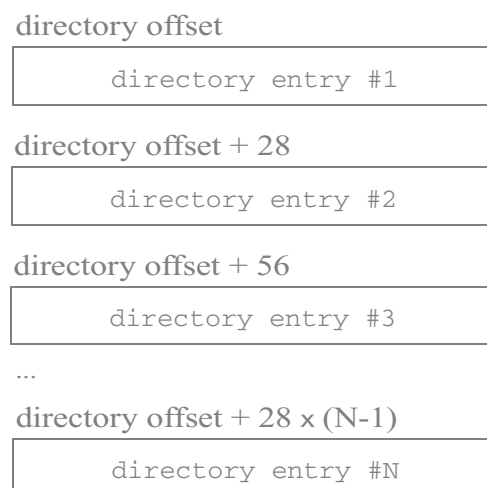 directory offset
directory entry #1
directory offset + 28
directory entry #2
directory offset + 56
directory entry #3
...
directory offset + 28 x (N-1)
directory entry #N